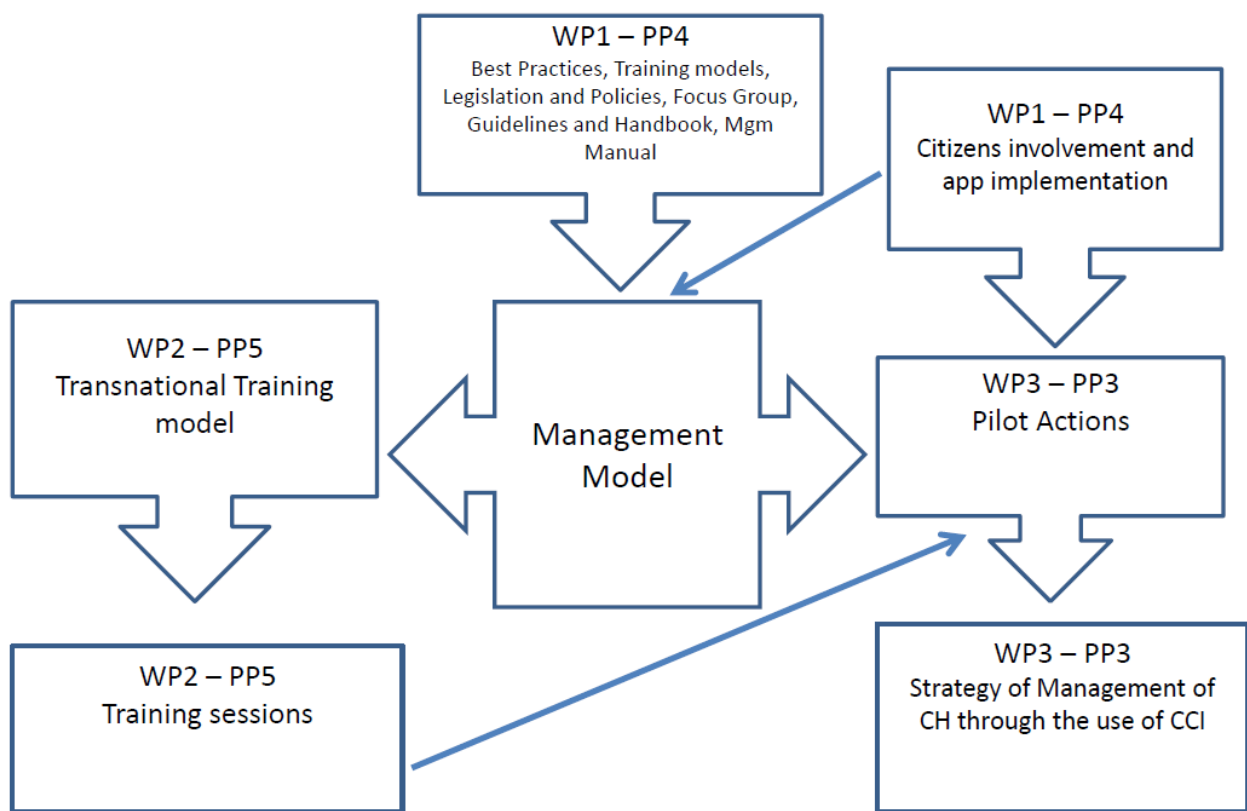 WP1 – PP4
Best Practices, Training models,
Legislation and Policies, Focus Group,
Guidelines and Handbook, Mgm
Manual
WP1 – PP4
Citizens involvement and
app implementation
WP2 – PP5
Transnational Training
model
Management
Model
WP3 – PP3
Pilot Actions
WP2 – PP5
Training sessions
WP3 – PP3
Strategy of Management of
CH through the use of CCI